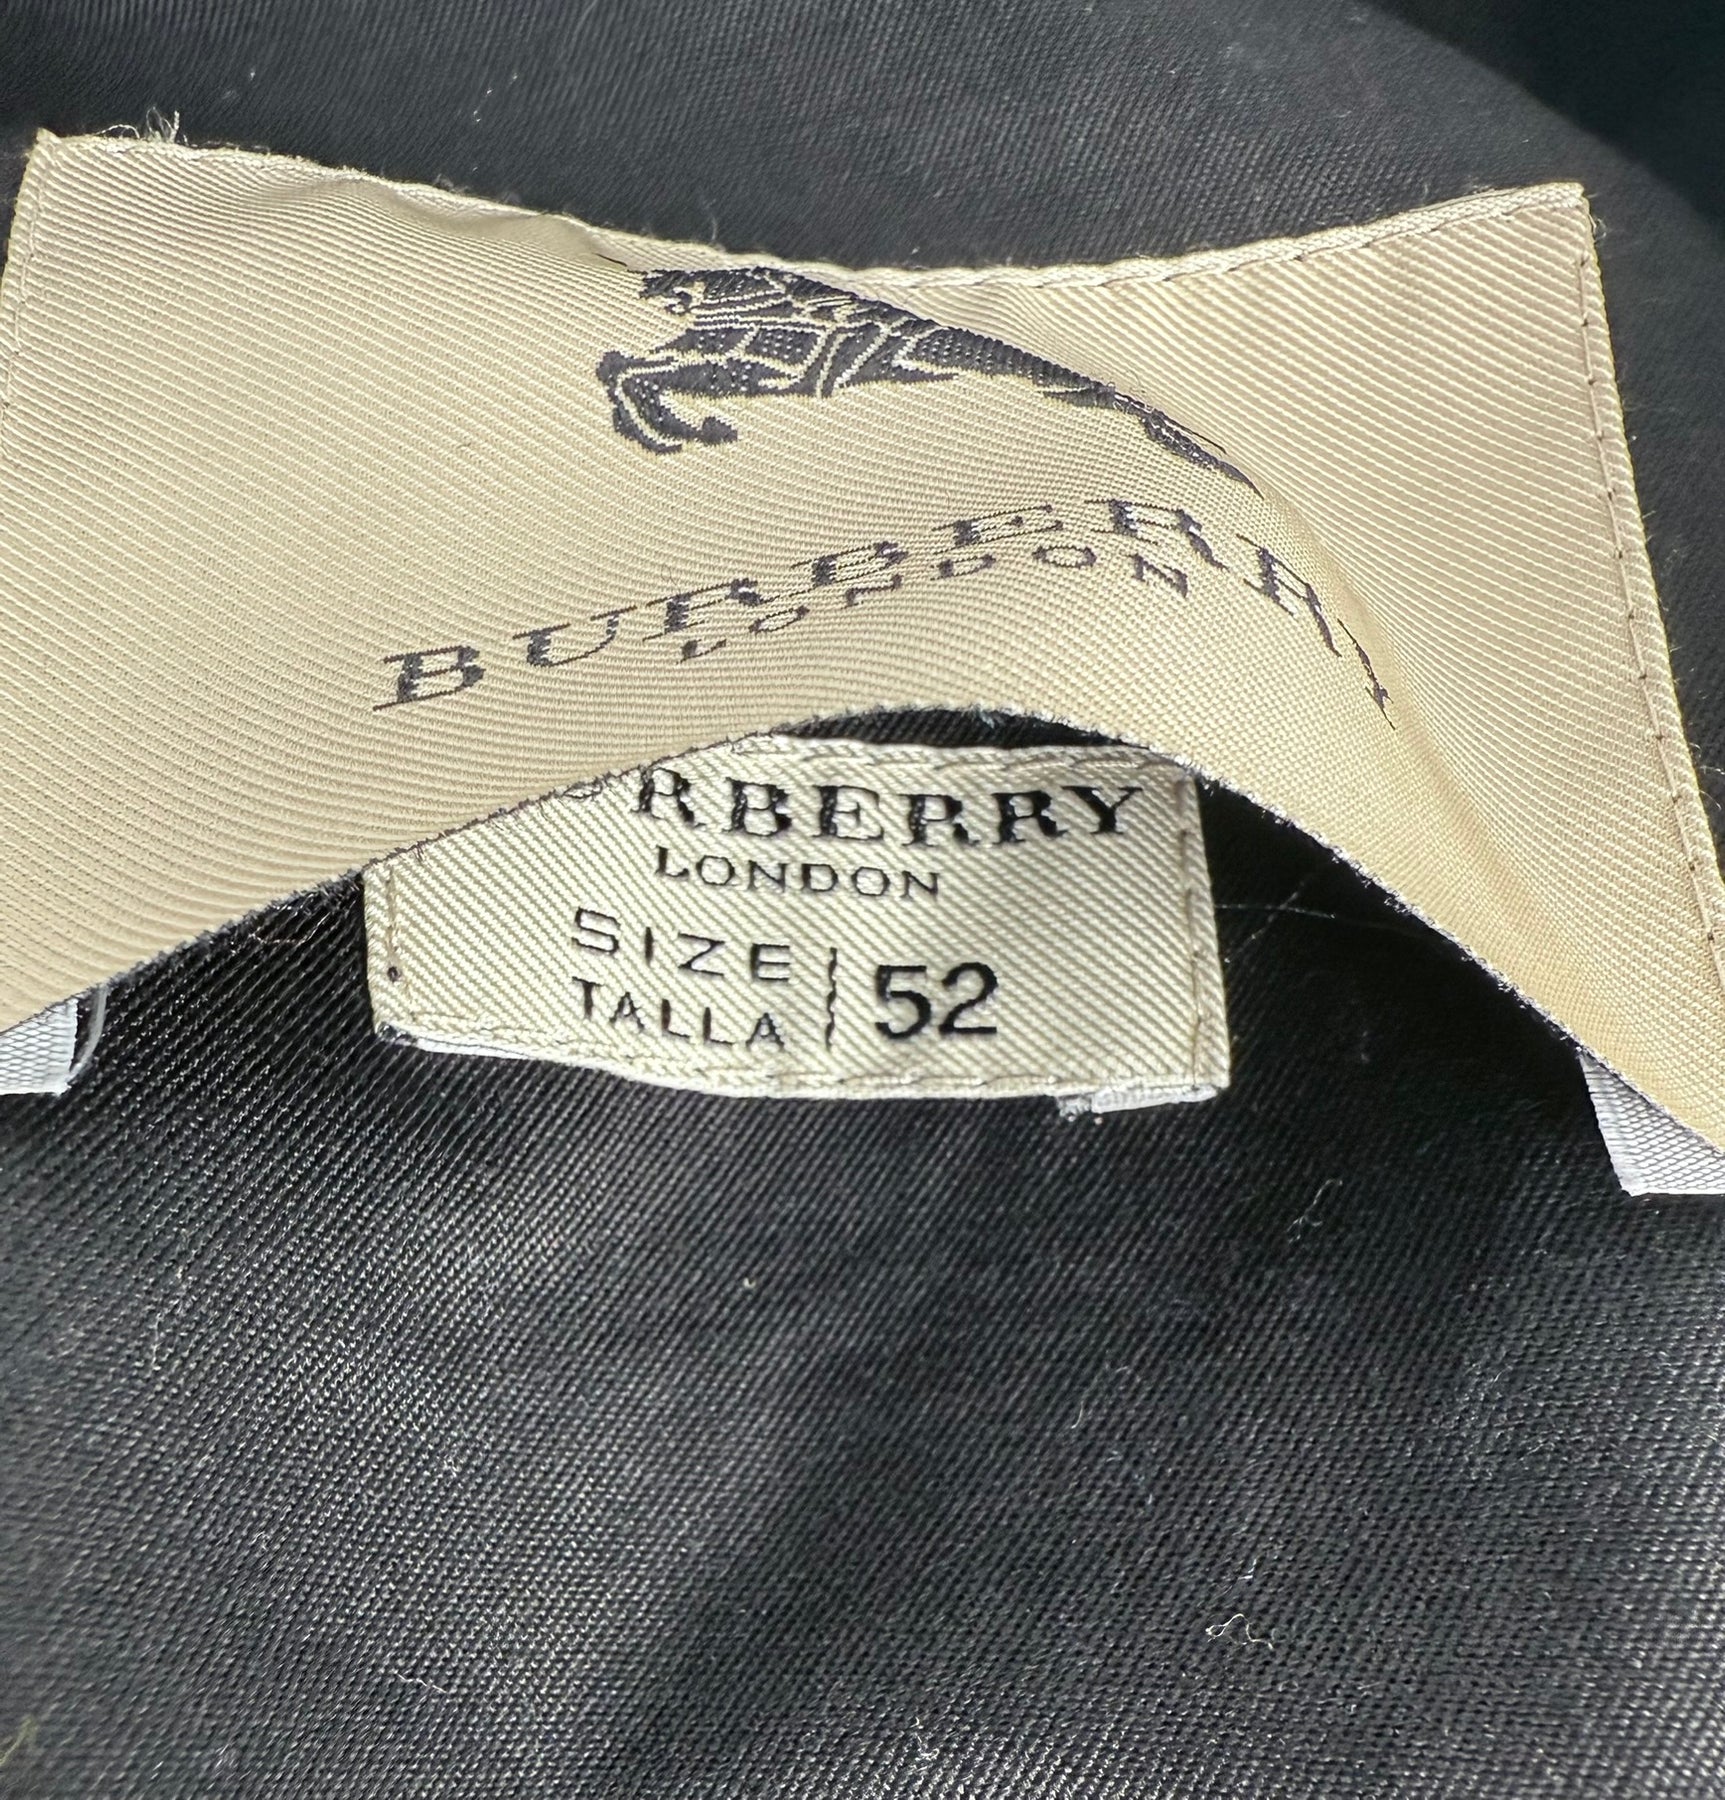 BURBERRY
LONDON
RBERRY
LONDON
SIZE
TALLA
52